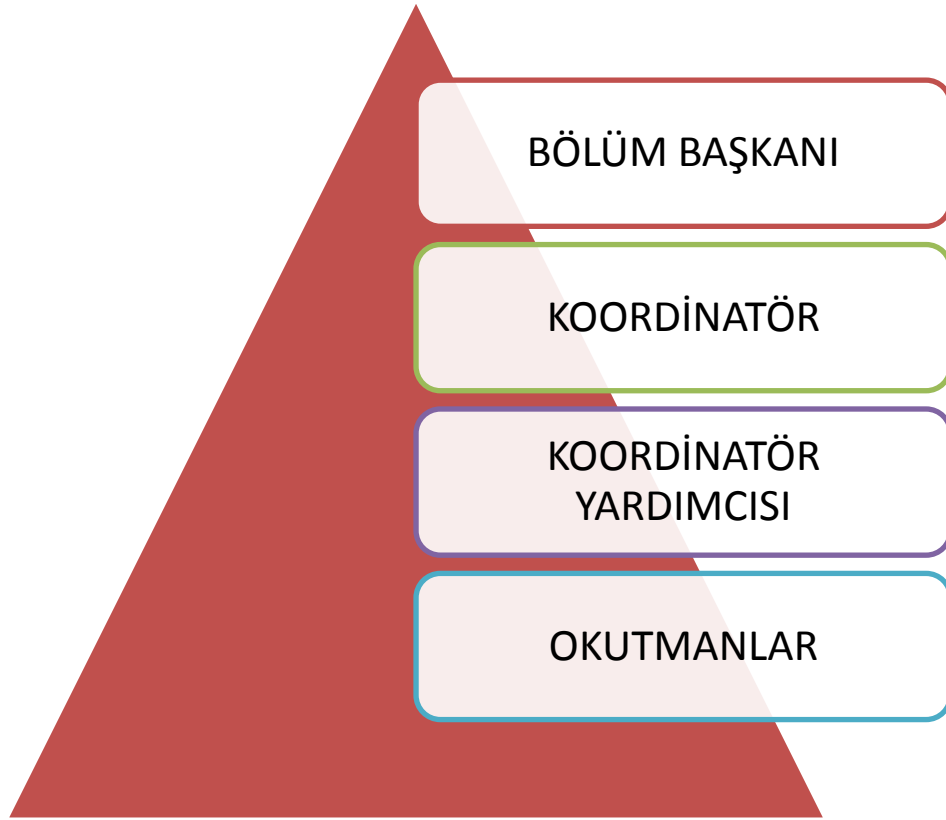 BÖLÜM BAŞKANI
KOORDİNATÖR
KOORDİNATÖR
YARDIMCISI
OKUTMANLAR